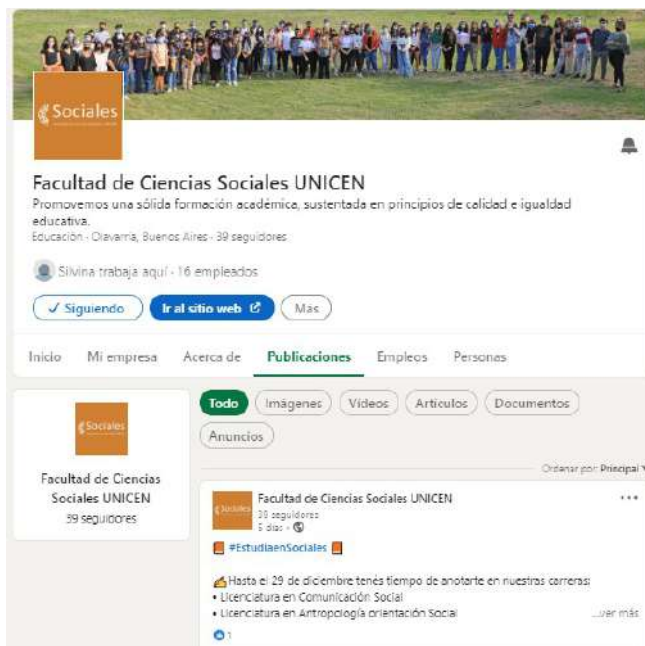 Sociales
Facultad de Ciencias Sociales UNICEN
Promovemos una sólida formación académica, sustentada en principios de calidad e igualdad
educativa.
Educación · Olavarría, Buenos Aires · 39 seguidores
Silvina trabaja aquí · 16 empleados
✓ Siguiendo Ir al sitio web Más
Inicio Mi empresa Acerca de Publicaciones Empleos Personas
Todo Imágenes Vídeos Artículos Documentos
Anuncios
Ordenar por: Principal
Sociales
Facultad de Ciencias
Sociales UNICEN
39 seguidores
Sociales
Facultad de Ciencias Sociales UNICEN
39 seguidores
5 días ·
#EstudiaenSociales
Hasta el 29 de diciembre tenés tiempo de anotarte en nuestras carreras:
• Licenciatura en Comunicación Social
• Licenciatura en Antropología orientación Social ...ver más
1